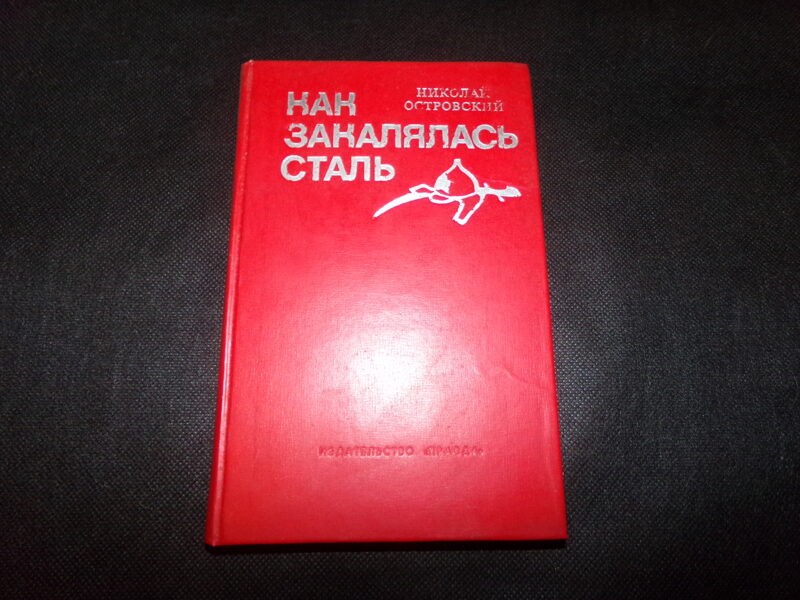 НИКОЛАЙ
ОСТРОВСКИЙ
КАК
ЗАКАЛЯЛАСЬ
СТАЛЬ
ИЗДАТЕЛЬСТВО «ПРАВДА»